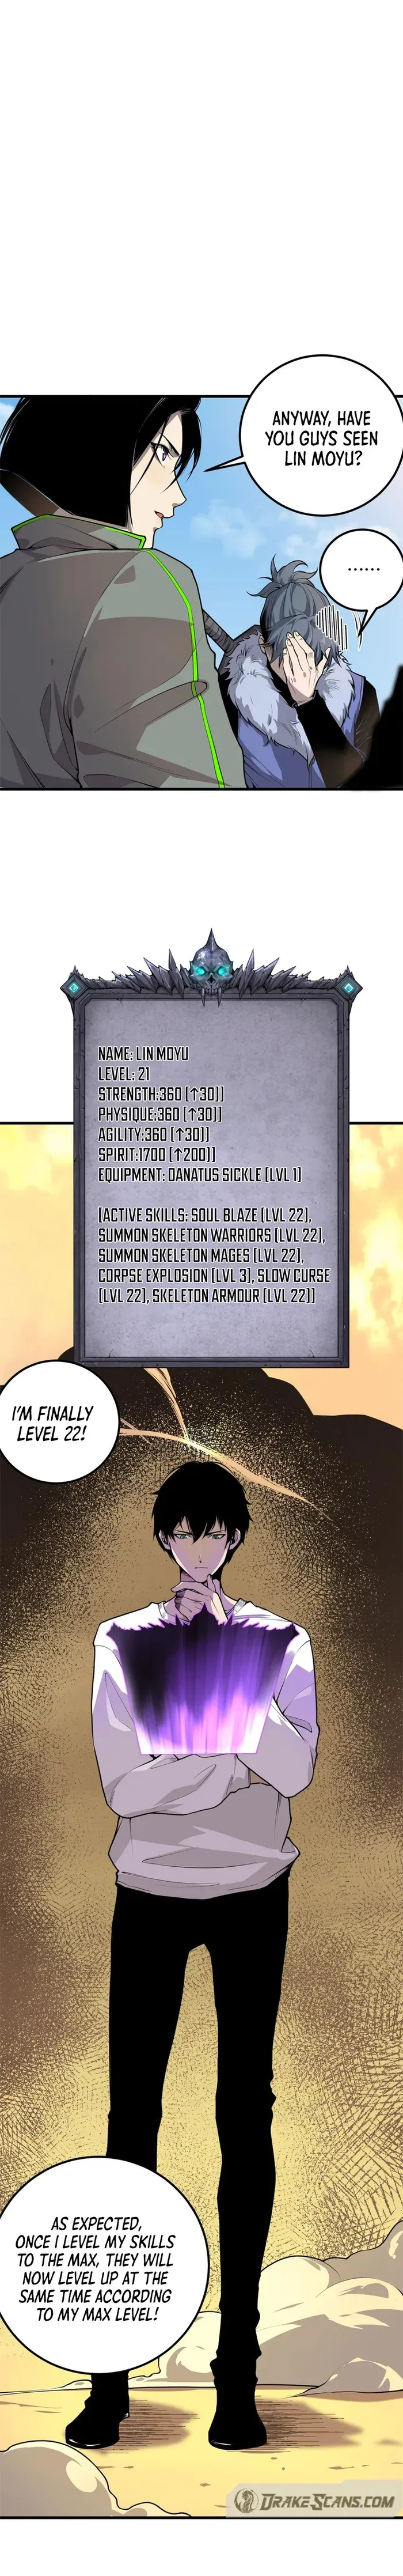 ANYWAY, HAVE
YOU GUYS SEEN
LIN MOYU?
......
NAME: LIN MOYU
LEVEL: 21
STRENGTH:360 [↑30]]
PHYSIQUE:360 [↑30]]
AGILITY:360 [↑30]]
SPIRIT:1700 [↑200]]
EQUIPMENT: DANATUS SICKLE [LVL 1]
[ACTIVE SKILLS: SOUL BLAZE [LVL 22],
SUMMON SKELETON WARRIORS [LVL 22],
SUMMON SKELETON MAGES [LVL 22],
CORPSE EXPLOSION [LVL 3], SLOW CURSE
[LVL 22], SKELETON ARMOUR [LVL 22]]
I'M FINALLY
LEVEL 22!
AS EXPECTED,
ONCE I LEVEL MY SKILLS
TO THE MAX, THEY WILL
NOW LEVEL UP AT THE
SAME TIME ACCORDING
TO MY MAX LEVEL!
DRAKESCANS.COM